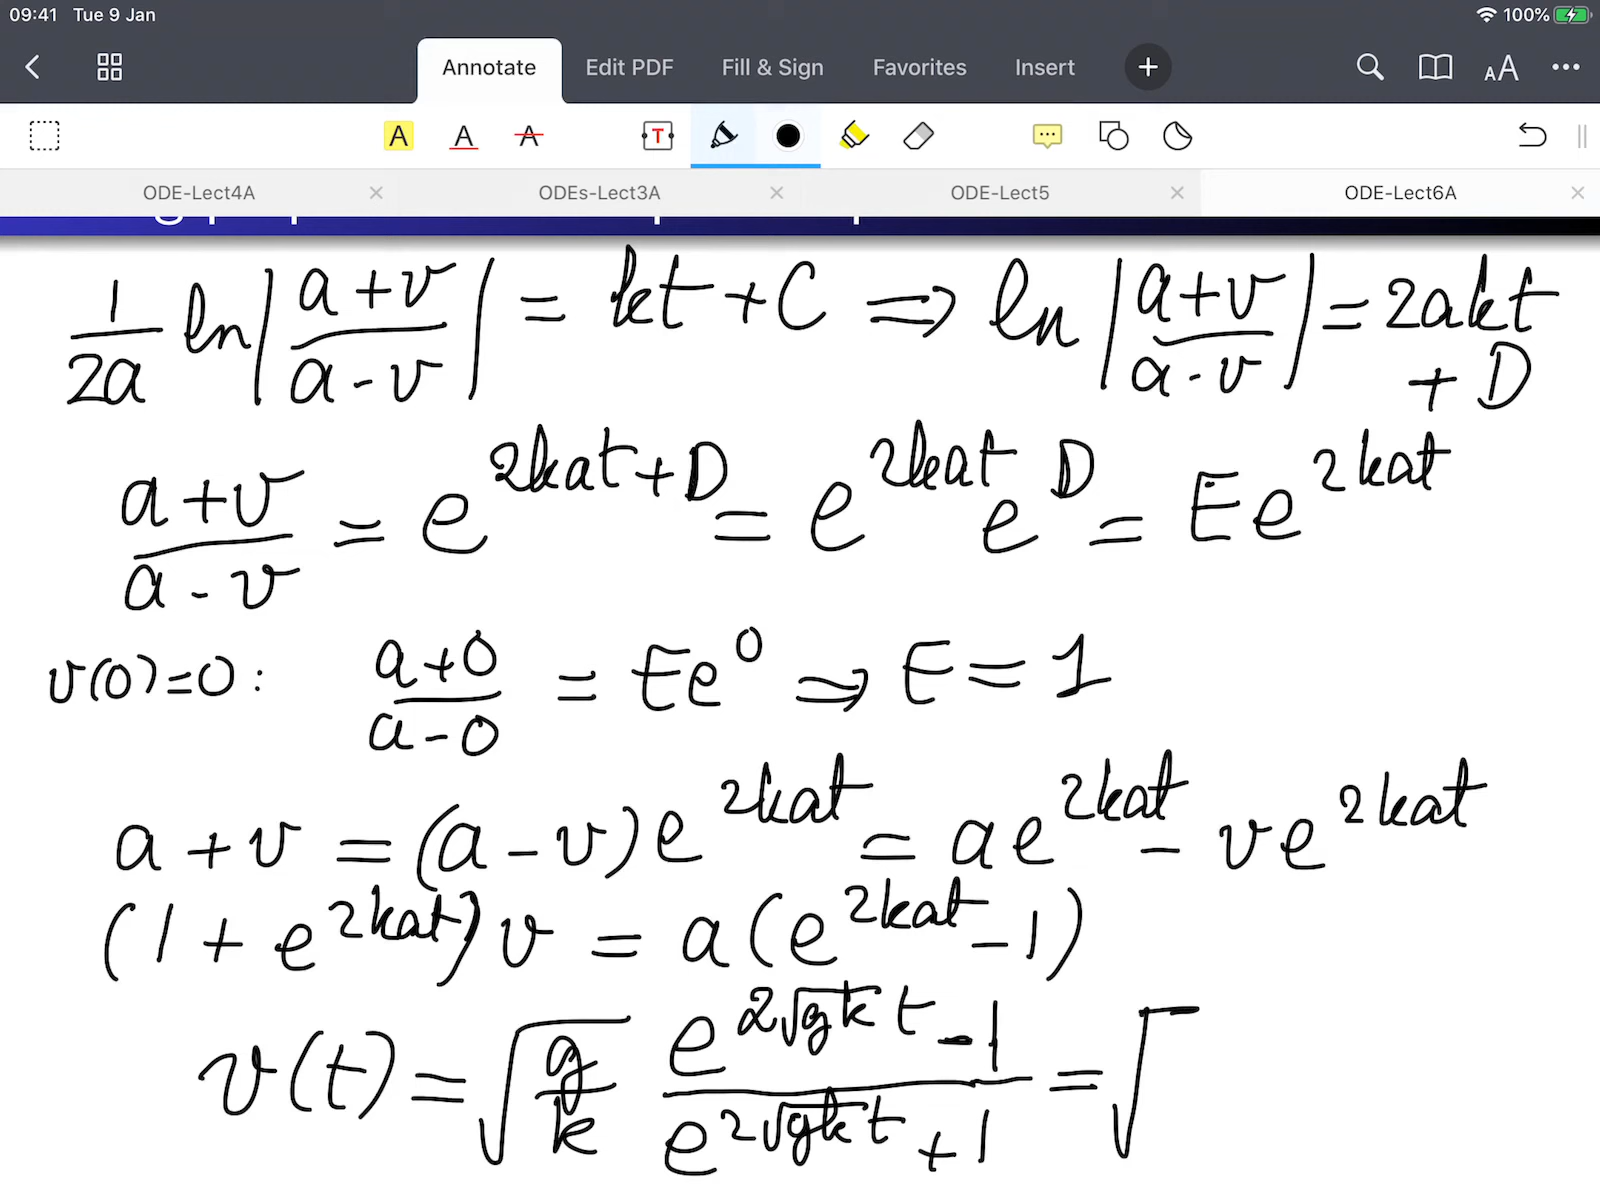 09:41 Tue 9 Jan 100%
Annotate Edit PDF Fill & Sign Favorites Insert + AA
A A A T
ODE-Lect4A ODEs-Lect3A ODE-Lect5 ODE-Lect6A
1/2a ln|a+v/a-v| = kt + C ⇒ ln|a+v/a-v| = 2akt + D
a+v/a-v = e^{2kat+D} = e^{2kat} e^D = Ee^{2kat}
v(0)=0: a+0/a-0 = Ee^0 ⇒ E = 1
a + v = (a-v)e^{2kat} = ae^{2kat} - ve^{2kat}
(1 + e^{2kat})v = a(e^{2kat} - 1)
v(t) = √(g/k) e^{2√(gk)t} - 1/e^{2√(gk)t} + 1 = √